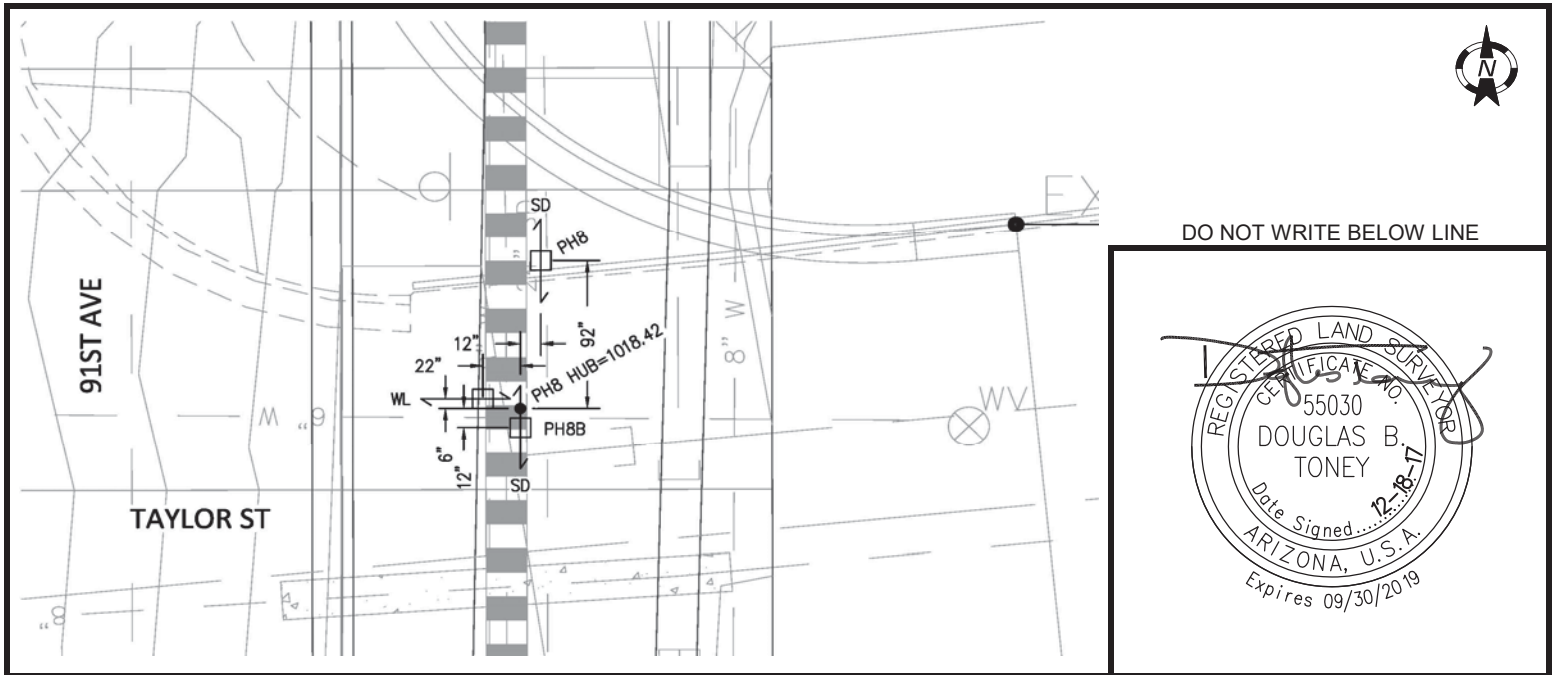 N
SD
PH8
EX
91ST AVE
12"
92"
PH8 HUB=1018.42
8" W
22"
WL
6" W
WV
PH8B
6"
12"
SD
TAYLOR ST
8"
DO NOT WRITE BELOW LINE
REGISTERED LAND SURVEYOR
CERTIFICATE NO.
55030
DOUGLAS B.
TONEY
12-18-17
Date Signed........
ARIZONA, U.S.A.
Expires 09/30/2019